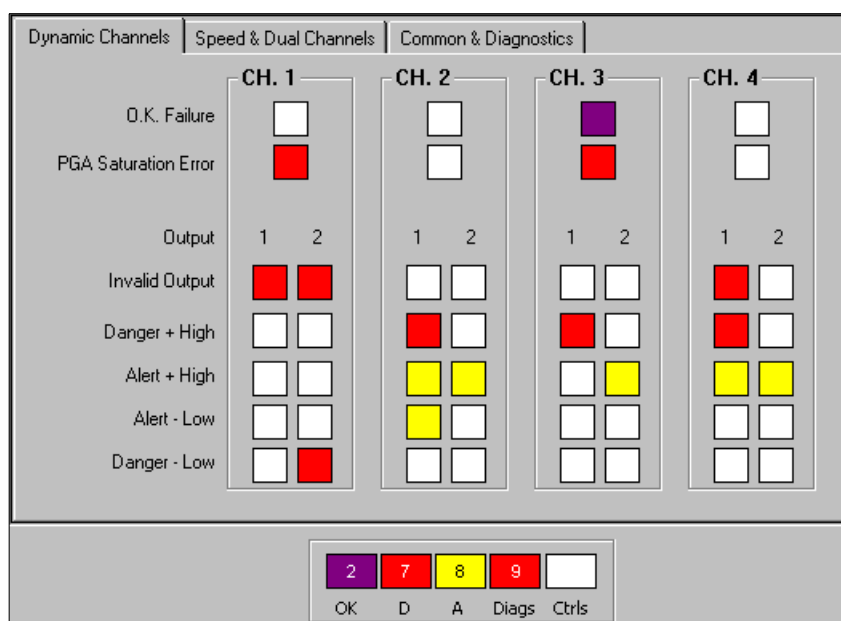 Dynamic Channels Speed & Dual Channels Common & Diagnostics
CH. 1 CH. 2 CH. 3 CH. 4
O.K. Failure
PGA Saturation Error
Output 1 2 1 2 1 2 1 2
Invalid Output
Danger + High
Alert + High
Alert - Low
Danger - Low
2 7 8 9
OK D A Diags Ctrls